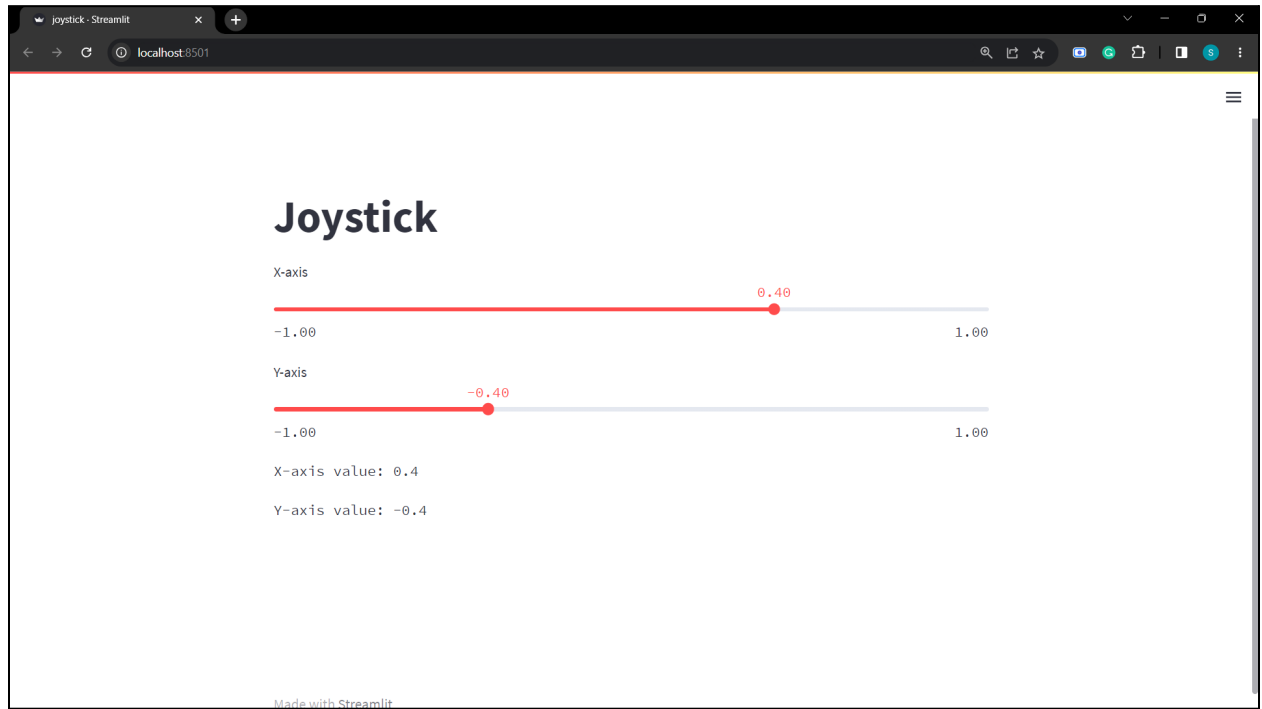 joystick - Streamlit
localhost:8501
G
S
Joystick
X-axis
0.40
-1.00 1.00
Y-axis
-0.40
-1.00 1.00
X-axis value: 0.4
Y-axis value: -0.4
Made with Streamlit